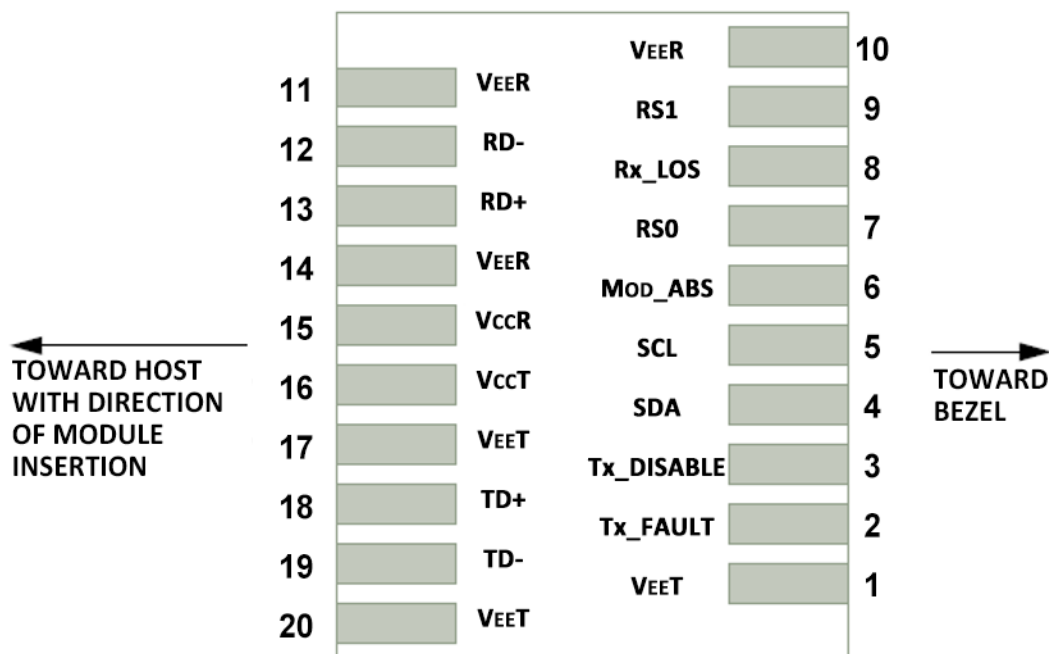 VEER 10
11 VEER
RS1 9
12 RD-
Rx_LOS 8
13 RD+
RS0 7
14 VEER
MOD_ABS 6
15 VCCR
SCL 5
16 VCCT
SDA 4
17 VEET
Tx_DISABLE 3
18 TD+
Tx_FAULT 2
19 TD-
VEET 1
20 VEET
TOWARD HOST
WITH DIRECTION
OF MODULE
INSERTION
TOWARD
BEZEL